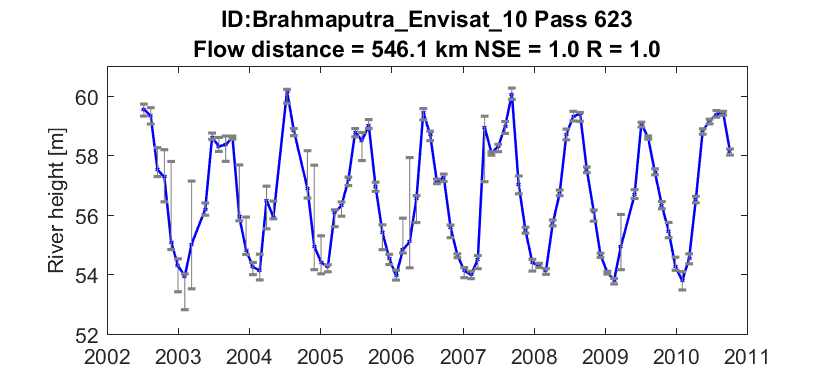 ID:Brahmaputra_Envisat_10 Pass 623
Flow distance = 546.1 km NSE = 1.0 R = 1.0
River height [m]
60
58
56
54
52
2002 2003 2004 2005 2006 2007 2008 2009 2010 2011